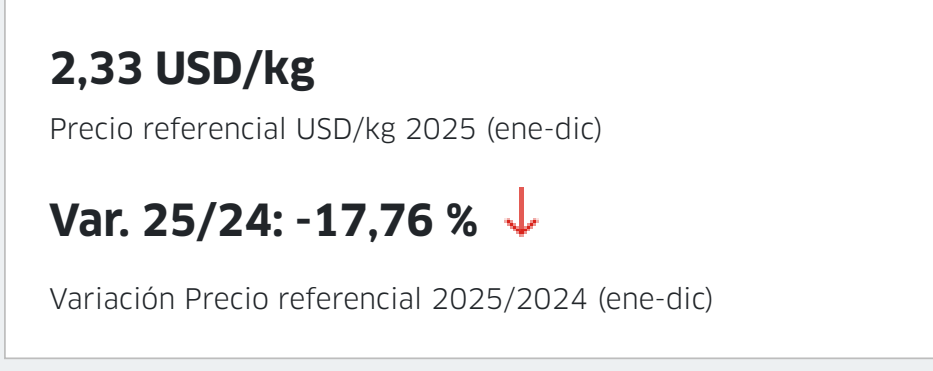 2,33 USD/kg
Precio referencial USD/kg 2025 (ene-dic)
Var. 25/24: -17,76 %
Variación Precio referencial 2025/2024 (ene-dic)